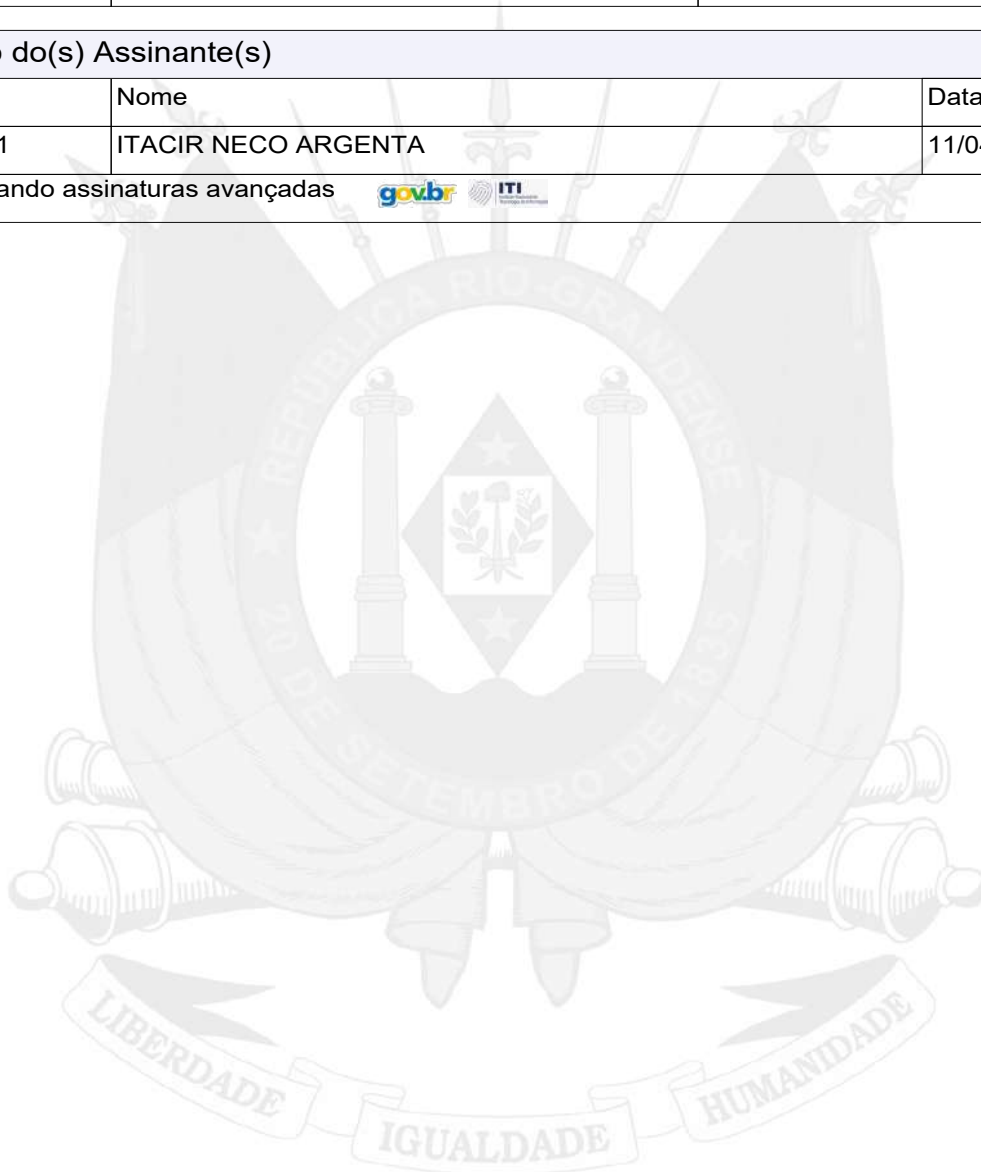 o do(s) Assinante(s)
Nome Data
1 ITACIR NECO ARGENTA 11/04
ando assinaturas avançadas gov.br ITI
REPÚBLICA RIO-GRANDENSE
20 DE SETEMBRO DE 1835
LIBERDADE IGUALDADE HUMANIDADE